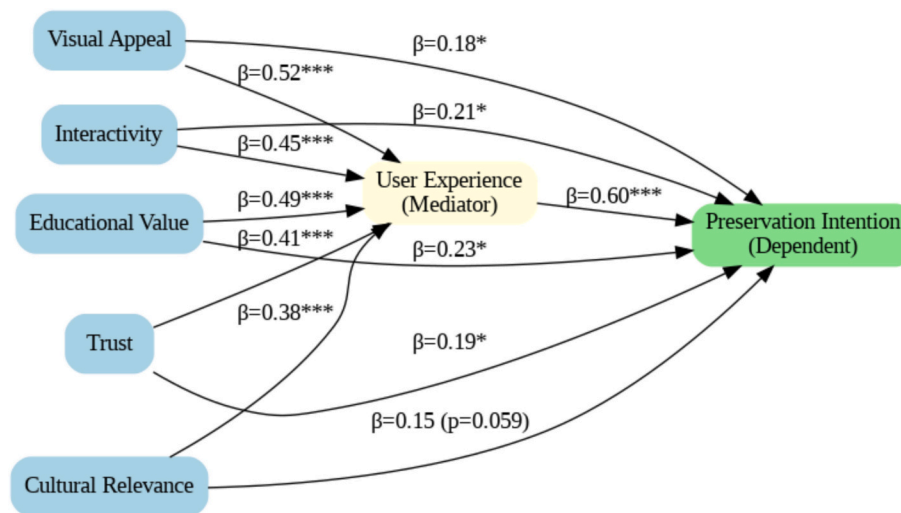 Visual Appeal
β=0.18*
β=0.52***
Interactivity
β=0.21*
β=0.45***
User Experience
(Mediator)
β=0.49***
β=0.60***
Educational Value
Preservation Intention
(Dependent)
β=0.41***
β=0.23*
β=0.38***
Trust
β=0.19*
β=0.15 (p=0.059)
Cultural Relevance